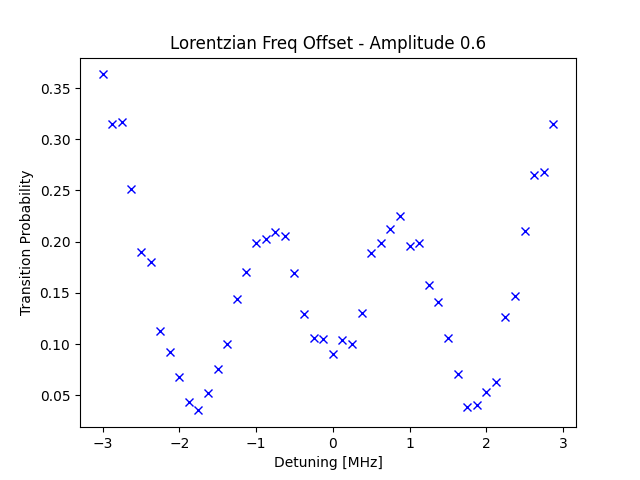 Lorentzian Freq Offset - Amplitude 0.6
Transition Probability
0.35
0.30
0.25
0.20
0.15
0.10
0.05
−3 −2 −1 0 1 2 3
Detuning [MHz]